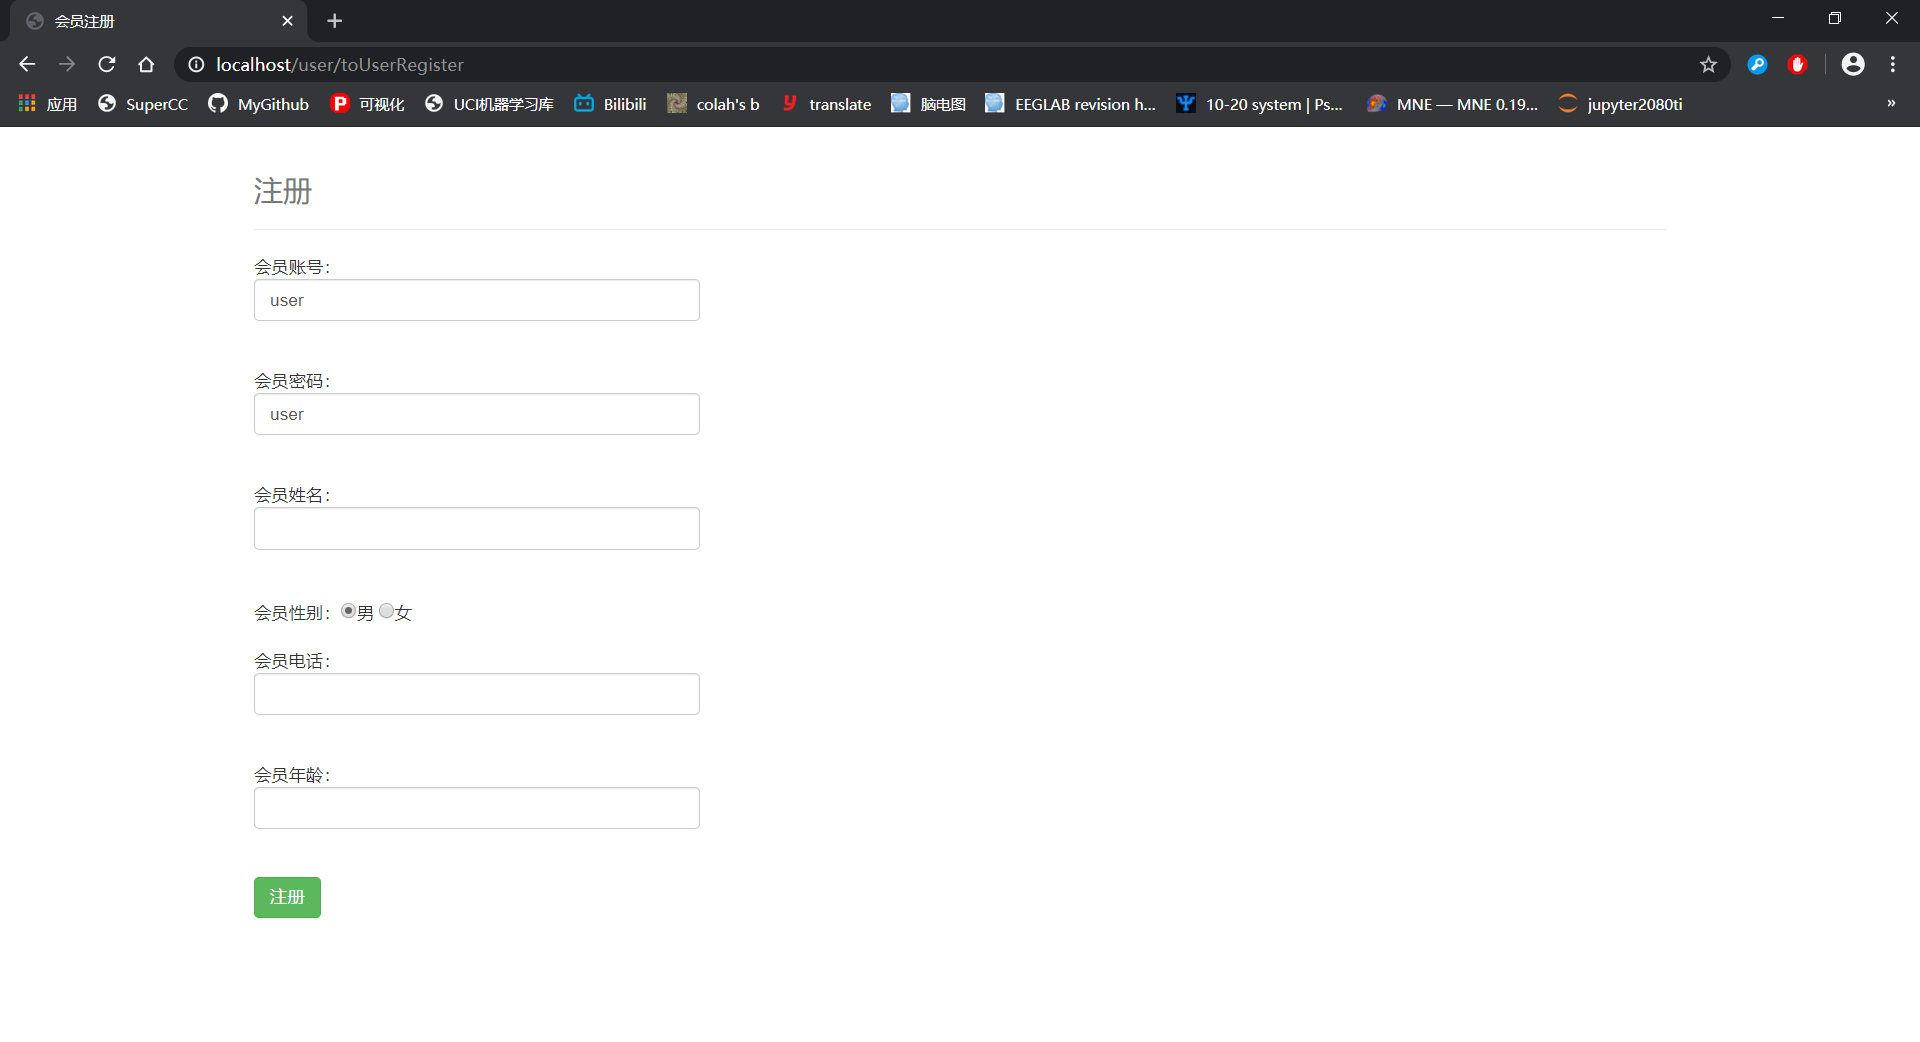 会员注册
localhost/user/toUserRegister
应用 SuperCC MyGithub 可视化 UCI机器学习库 Bilibili colah's b translate 脑电图 EEGLAB revision h... 10-20 system | Ps... MNE — MNE 0.19... jupyter2080ti »
注册
会员账号：
user
会员密码：
user
会员姓名：
会员性别： 男 女
会员电话：
会员年龄：
注册